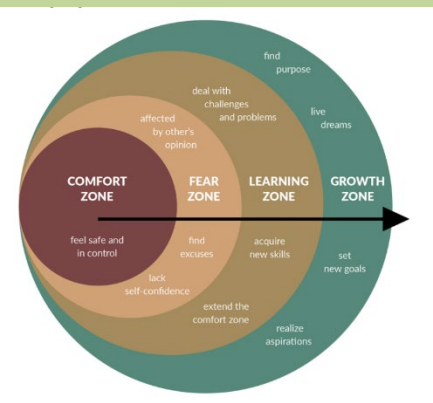 find
purpose
deal with
challenges
and problems
live
dreams
affected
by other's
opinion
COMFORT
ZONE
FEAR
ZONE
LEARNING
ZONE
GROWTH
ZONE
feel safe and
in control
find
excuses
acquire
new skills
set
new goals
lack
self-confidence
extend the
comfort zone
realize
aspirations